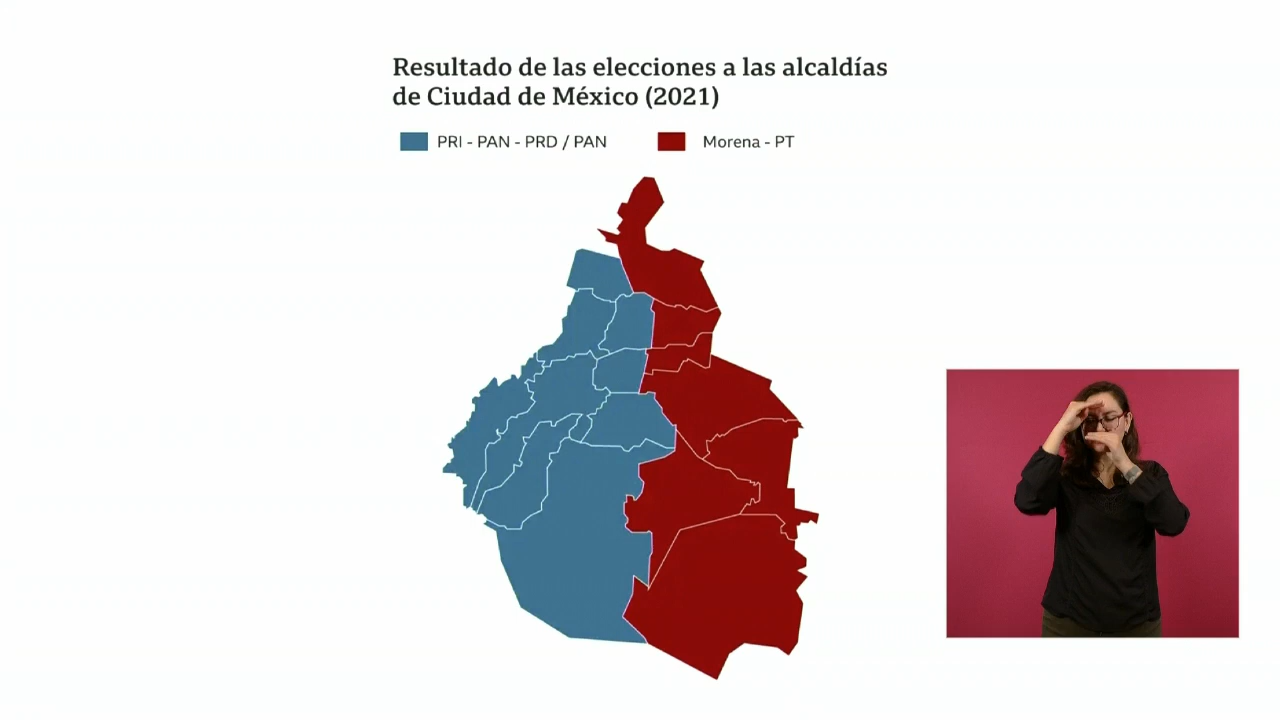 Resultado de las elecciones a las alcaldías
de Ciudad de México (2021)
PRI - PAN - PRD / PAN
Morena - PT